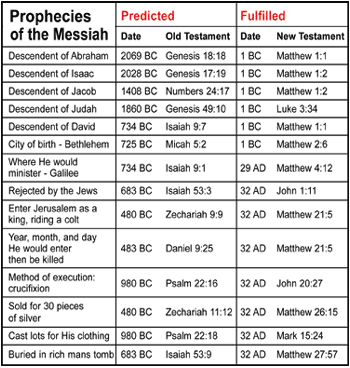 Prophecies of the Messiah Predicted Fulfilled
Date Old Testament Date New Testament
Descendent of Abraham 2069 BC Genesis 18:18 1 BC Matthew 1:1
Descendent of Isaac 2028 BC Genesis 17:19 1 BC Matthew 1:2
Descendent of Jacob 1408 BC Numbers 24:17 1 BC Matthew 1:2
Descendent of Judah 1860 BC Genesis 49:10 1 BC Luke 3:34
Descendent of David 734 BC Isaiah 9:7 1 BC Matthew 1:1
City of birth - Bethlehem 725 BC Micah 5:2 1 BC Matthew 2:6
Where He would
minister - Galilee 734 BC Isaiah 9:1 29 AD Matthew 4:12
Rejected by the Jews 683 BC Isaiah 53:3 32 AD John 1:11
Enter Jerusalem as a
king, riding a colt 480 BC Zechariah 9:9 32 AD Matthew 21:5
Year, month, and day
He would enter
then be killed 483 BC Daniel 9:25 32 AD Matthew 21:5
Method of execution:
crucifixion 980 BC Psalm 22:16 32 AD John 20:27
Sold for 30 pieces
of silver 480 BC Zechariah 11:12 32 AD Matthew 26:15
Cast lots for His clothing 980 BC Psalm 22:18 32 AD Mark 15:24
Buried in rich mans tomb 683 BC Isaiah 53:9 32 AD Matthew 27:57